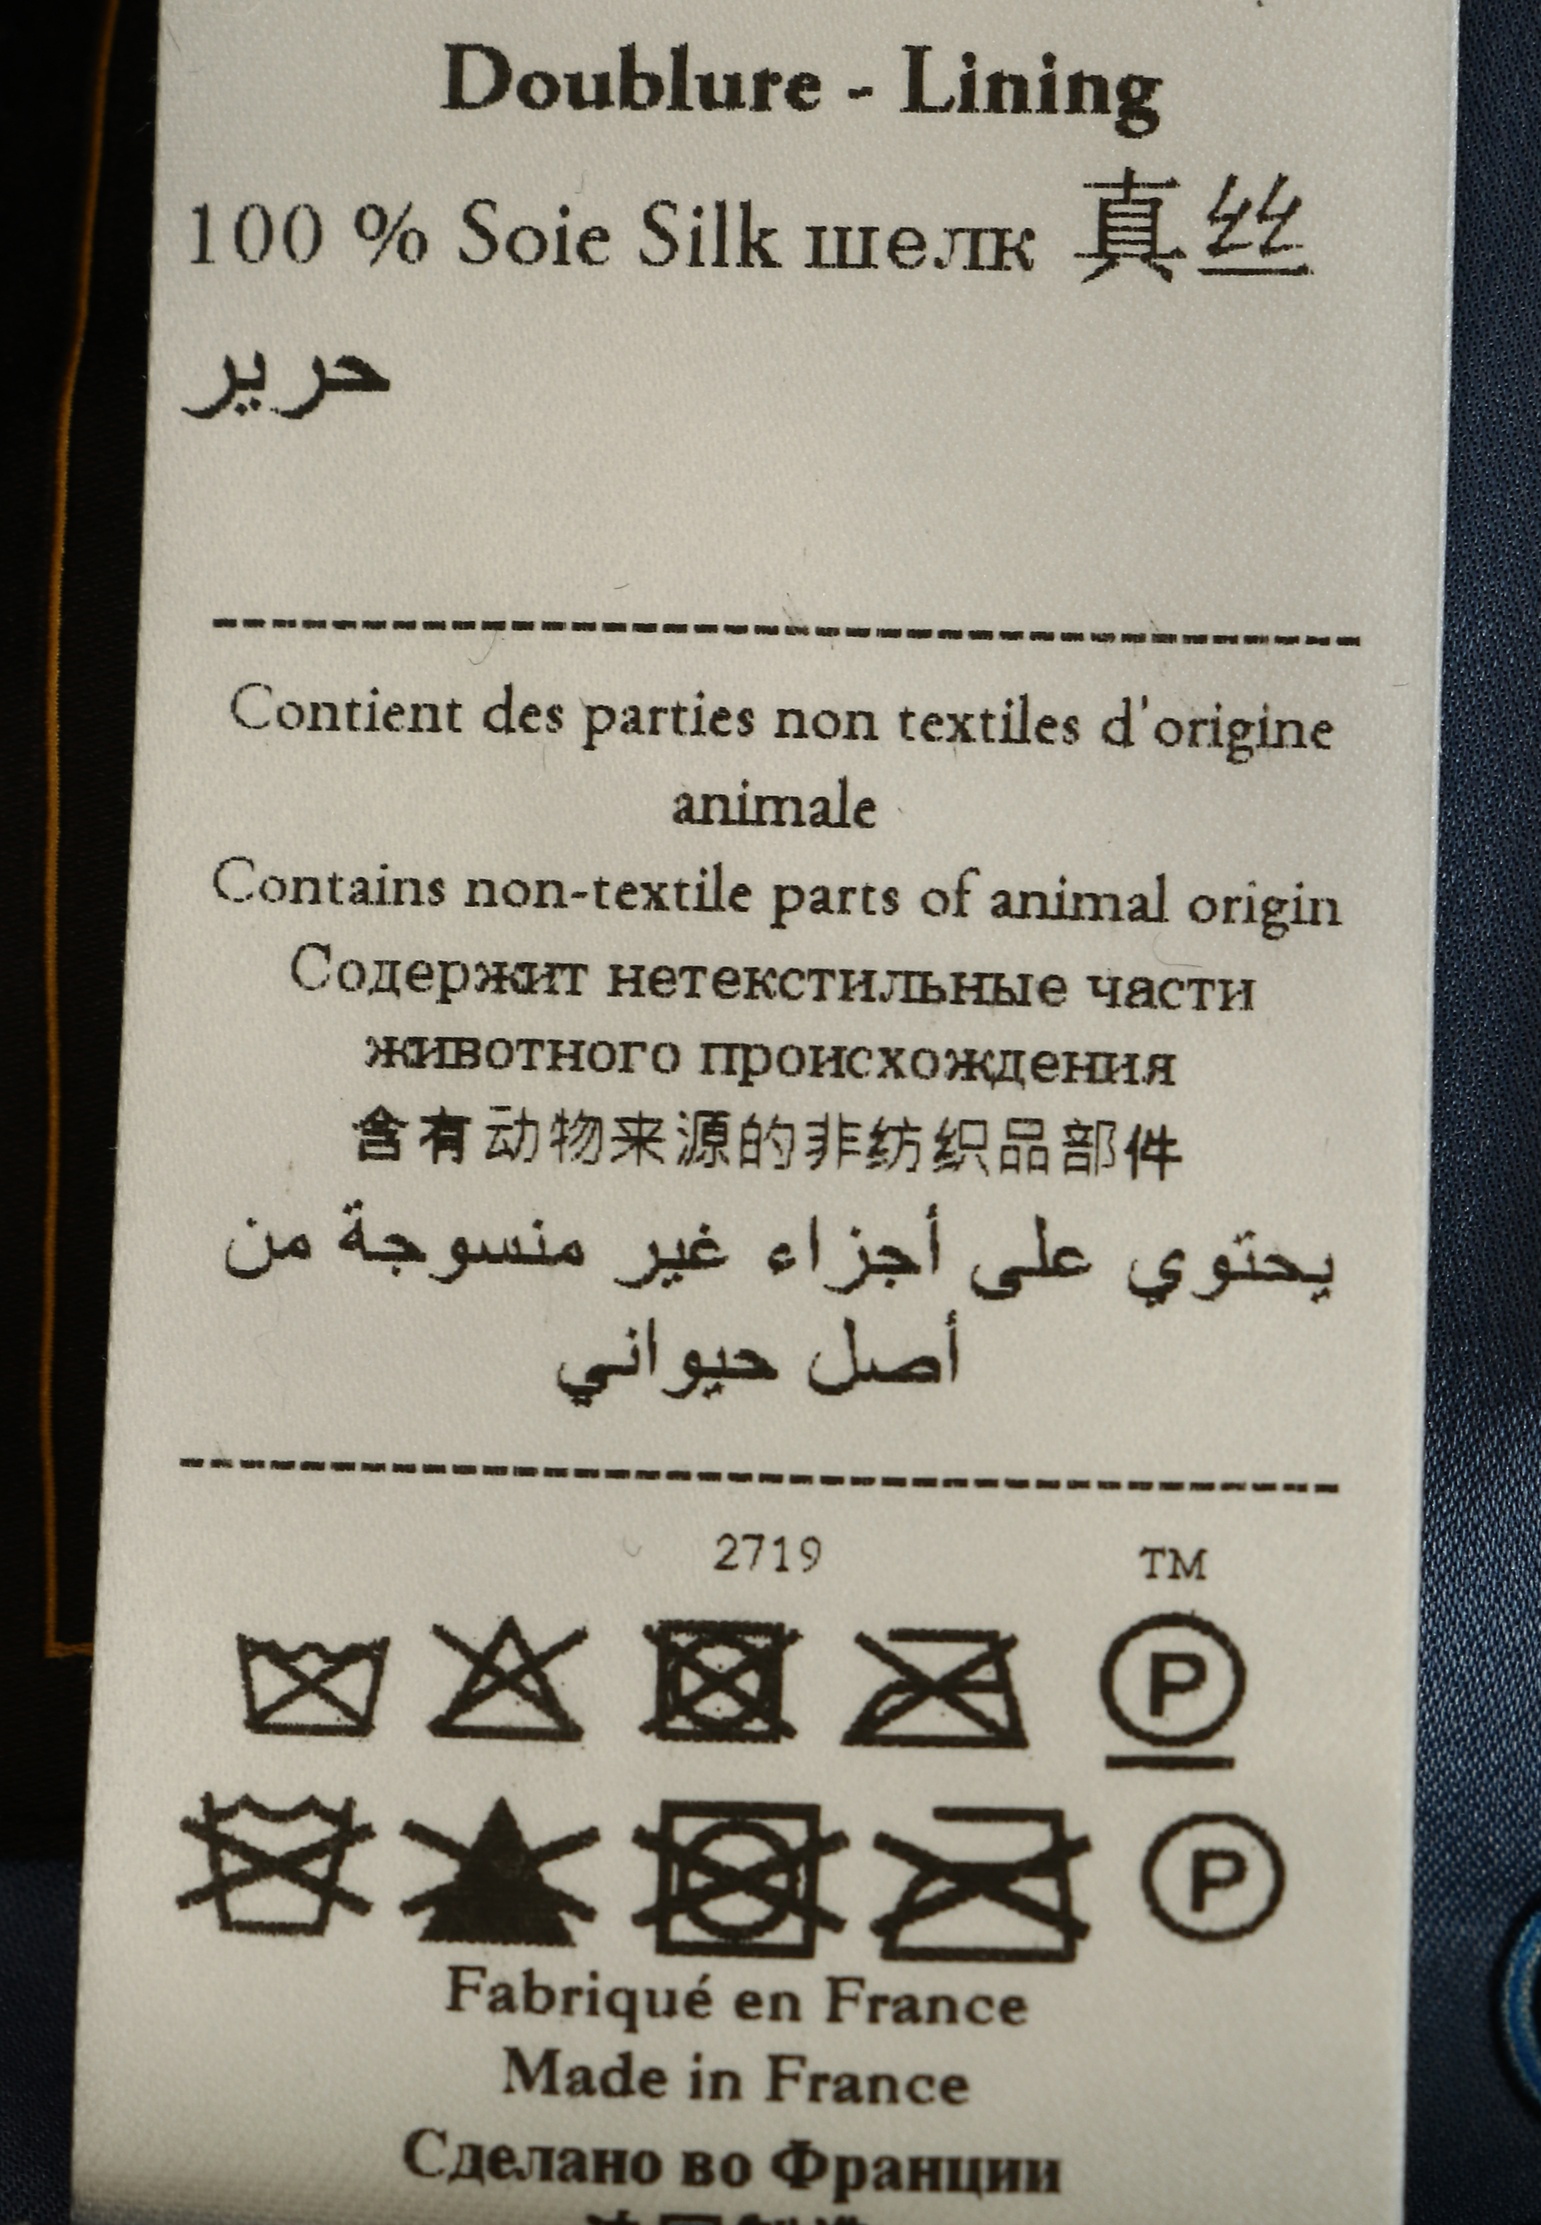 Doublure - Lining
100 % Soie Silk шелк 真丝
حرير
Contient des parties non textiles d'origine
animale
Contains non-textile parts of animal origin
Содержит нетекстильные части
животного происхождения
含有动物来源的非纺织品部件
يحتوي على أجزاء غير منسوجة من
أصل حيواني
2719 TM
P
P
Fabriqué en France
Made in France
Сделано во Франции